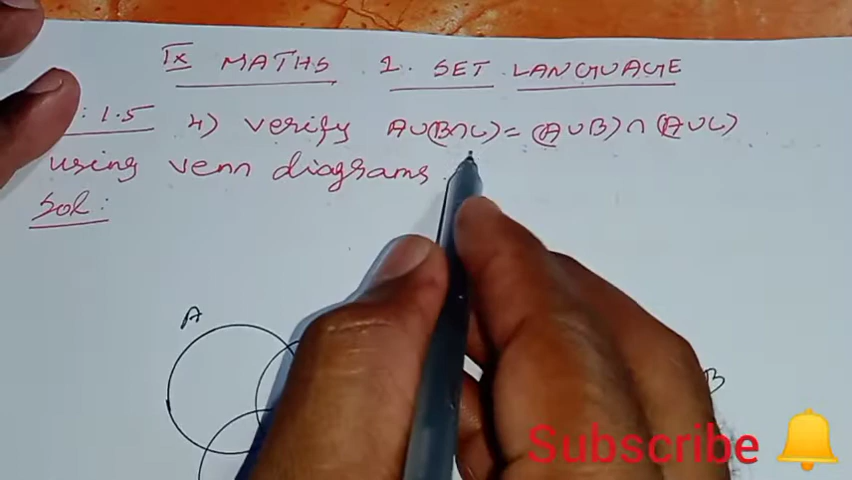 IX MATHS 1. SET LANGUAGE
: 1.5 4) verify A∪(B∩C) = (A∪B)∩(A∪C)
using venn diagrams.
Sol:
A
B
Subscribe